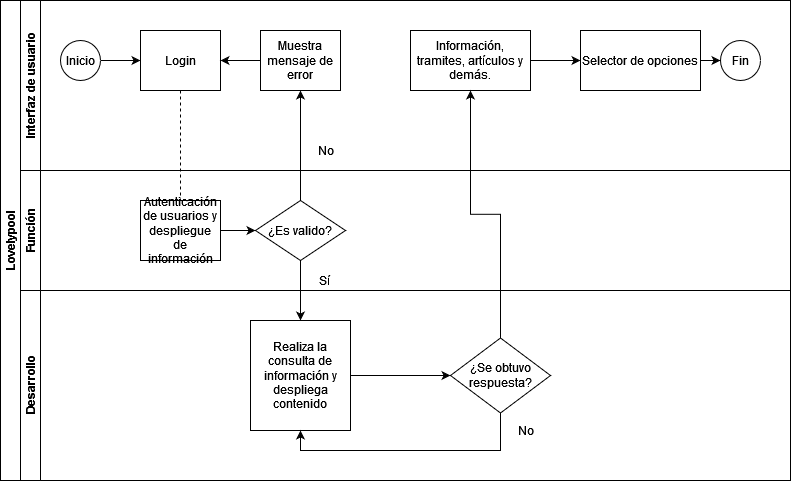 Lovelypool
Interfaz de usuario
Inicio
Login
Muestra
mensaje de
error
Información,
tramites, artículos y
demás.
Selector de opciones
Fin
No
Función
Autenticación
de usuarios y
despliegue
de
información
¿Es valido?
Sí
Desarrollo
Realiza la
consulta de
información y
despliega
contenido
¿Se obtuvo
respuesta?
No